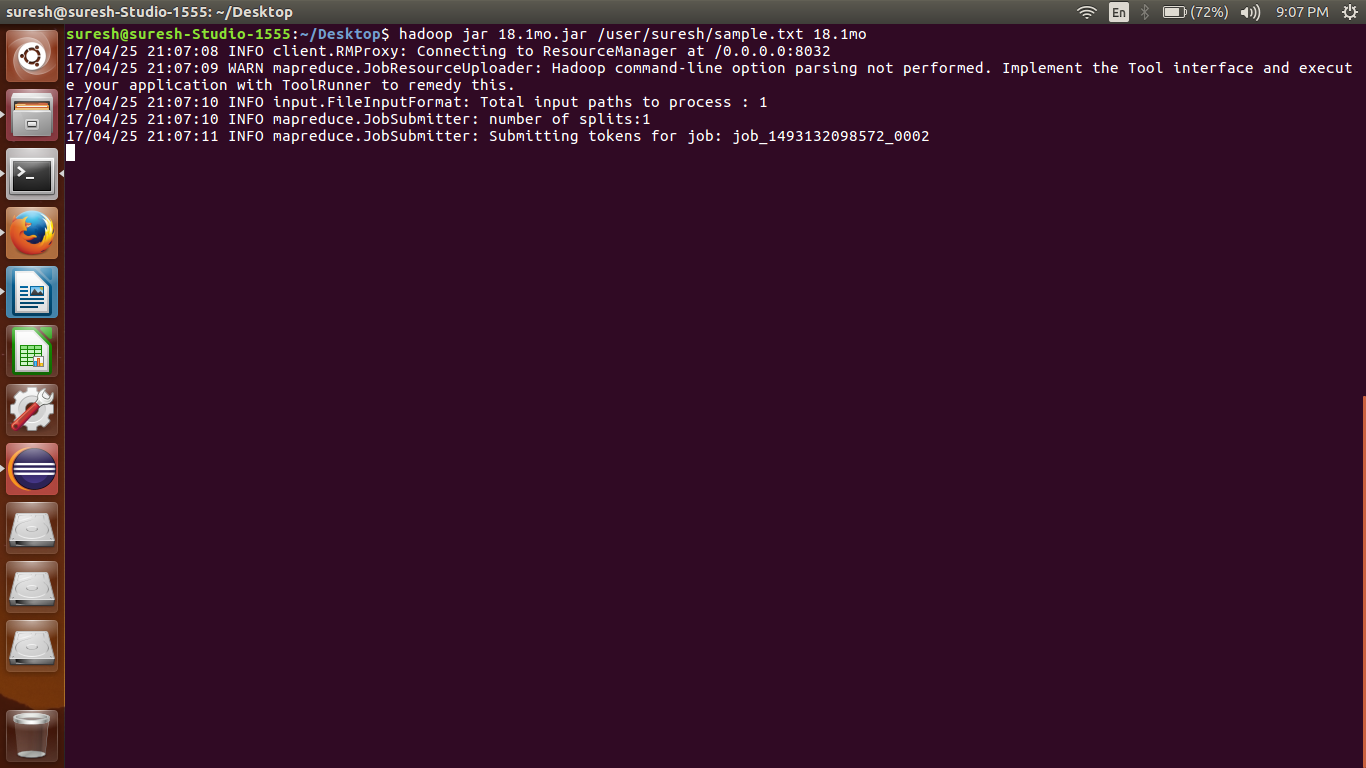 suresh@suresh-Studio-1555: ~/Desktop
En
(72%)
9:07 PM
suresh@suresh-Studio-1555:~/Desktop$ hadoop jar 18.1mo.jar /user/suresh/sample.txt 18.1mo
17/04/25 21:07:08 INFO client.RMProxy: Connecting to ResourceManager at /0.0.0.0:8032
17/04/25 21:07:09 WARN mapreduce.JobResourceUploader: Hadoop command-line option parsing not performed. Implement the Tool interface and execut
e your application with ToolRunner to remedy this.
17/04/25 21:07:10 INFO input.FileInputFormat: Total input paths to process : 1
17/04/25 21:07:10 INFO mapreduce.JobSubmitter: number of splits:1
17/04/25 21:07:11 INFO mapreduce.JobSubmitter: Submitting tokens for job: job_1493132098572_0002